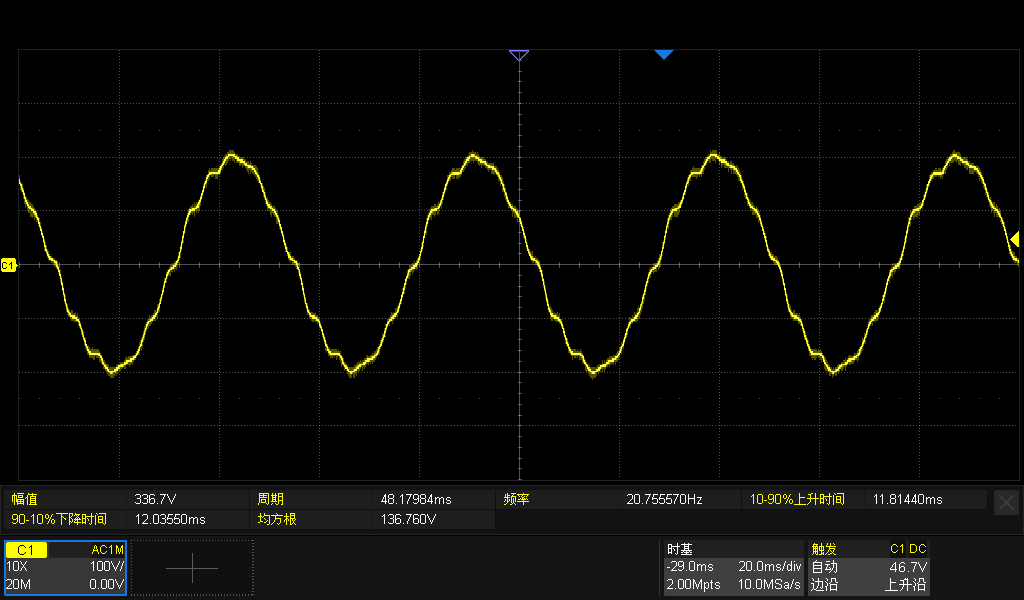 C1
幅值 336.7V 周期 48.17984ms 频率 20.755570Hz 10-90%上升时间 11.81440ms
90-10%下降时间 12.03550ms 均方根 136.760V
C1 AC1M
10X 100V/
20M 0.00V
时基
-29.0ms 20.0ms/div
2.00Mpts 10.0MSa/s
触发 C1 DC
自动 46.7V
边沿 上升沿